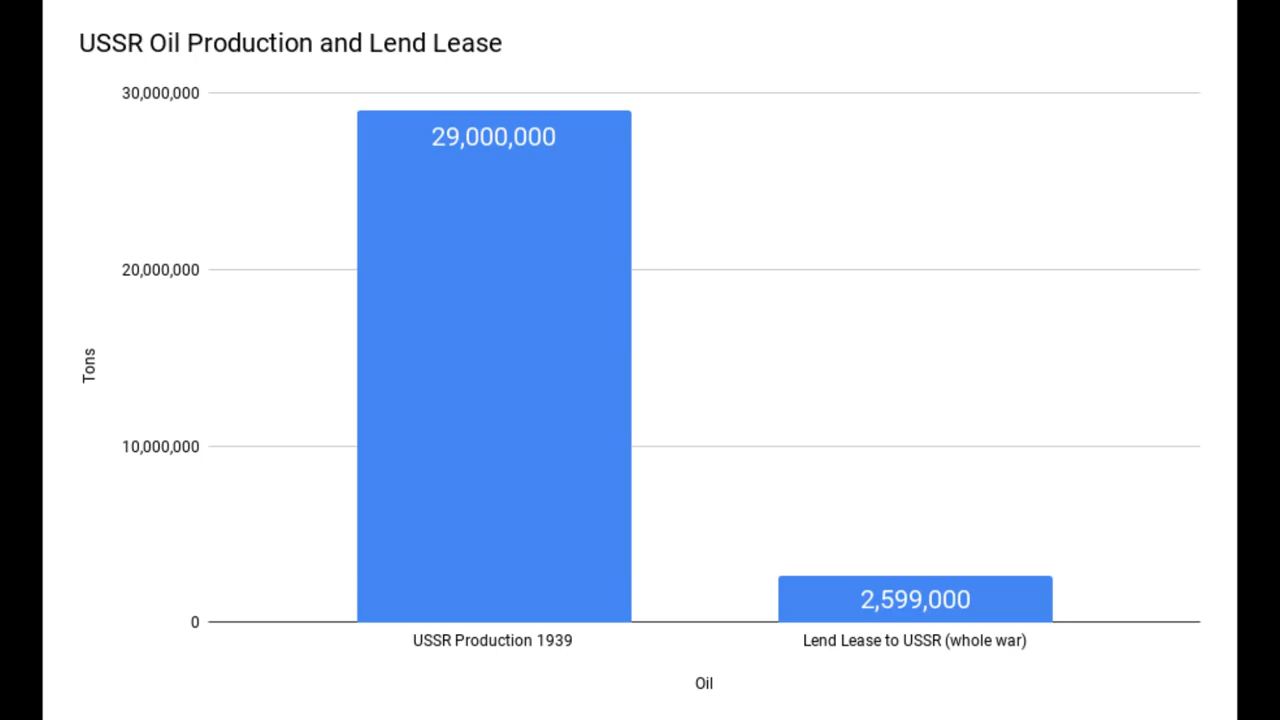 USSR Oil Production and Lend Lease
30,000,000
29,000,000
20,000,000
Tons
10,000,000
2,599,000
0
USSR Production 1939
Lend Lease to USSR (whole war)
Oil